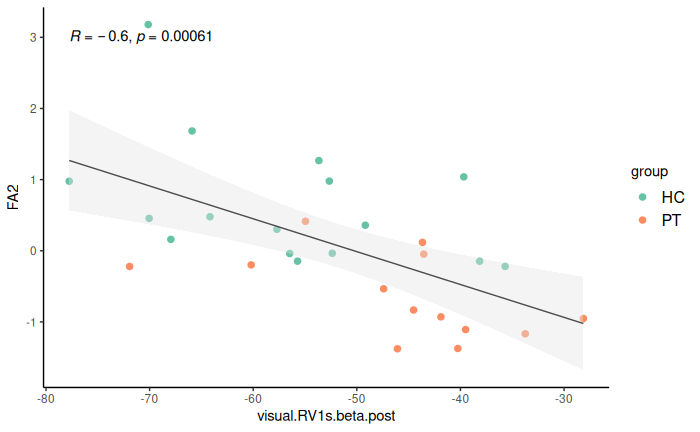 R = −0.6, p = 0.00061
3
2
1
0
-1
FA2
-80 -70 -60 -50 -40 -30
visual.RV1s.beta.post
group
HC
PT